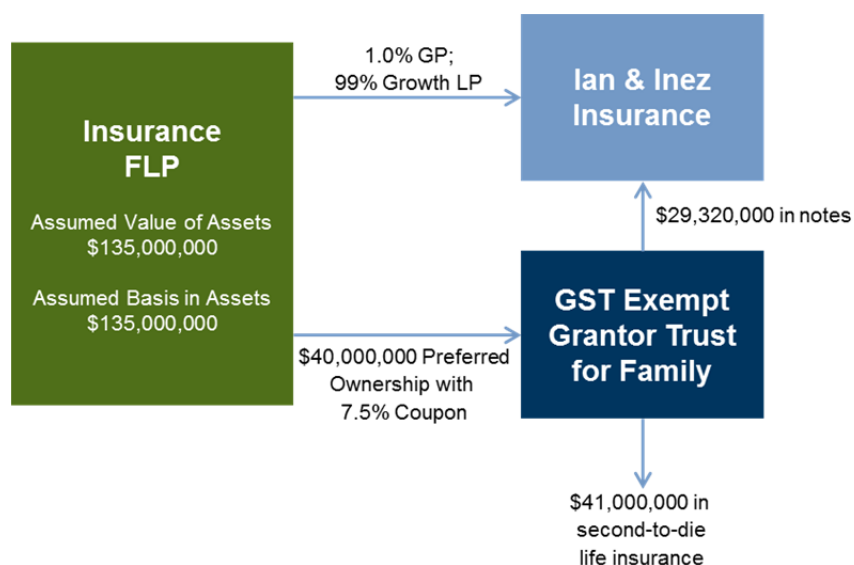 Insurance
FLP
Assumed Value of Assets
$135,000,000
Assumed Basis in Assets
$135,000,000
1.0% GP;
99% Growth LP
Ian & Inez
Insurance
$29,320,000 in notes
$40,000,000 Preferred
Ownership with
7.5% Coupon
GST Exempt
Grantor Trust
for Family
$41,000,000 in
second-to-die
life insurance